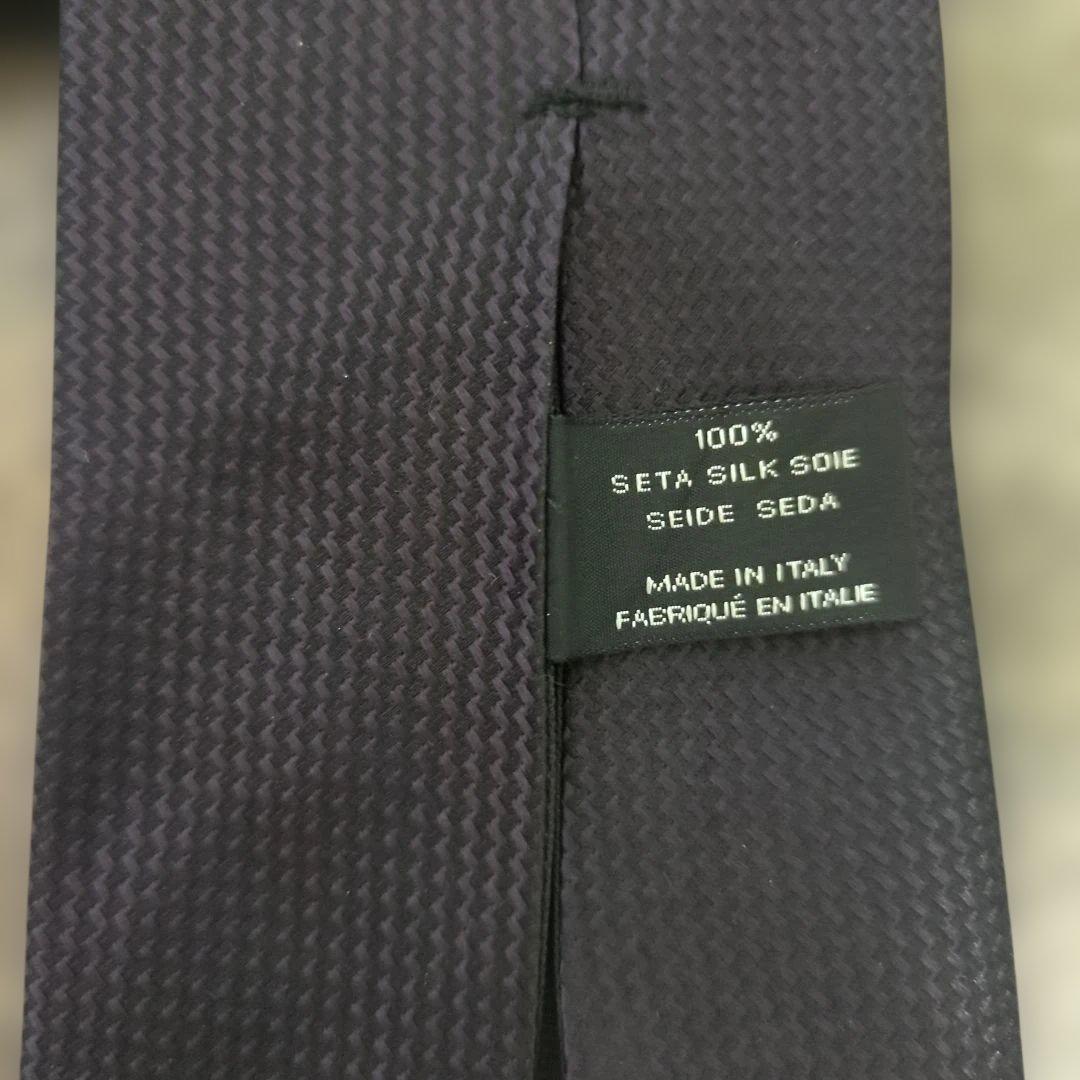 100%
SETA SILK SOIE
SEIDE SEDA
MADE IN ITALY
FABRIQUÉ EN ITALIE